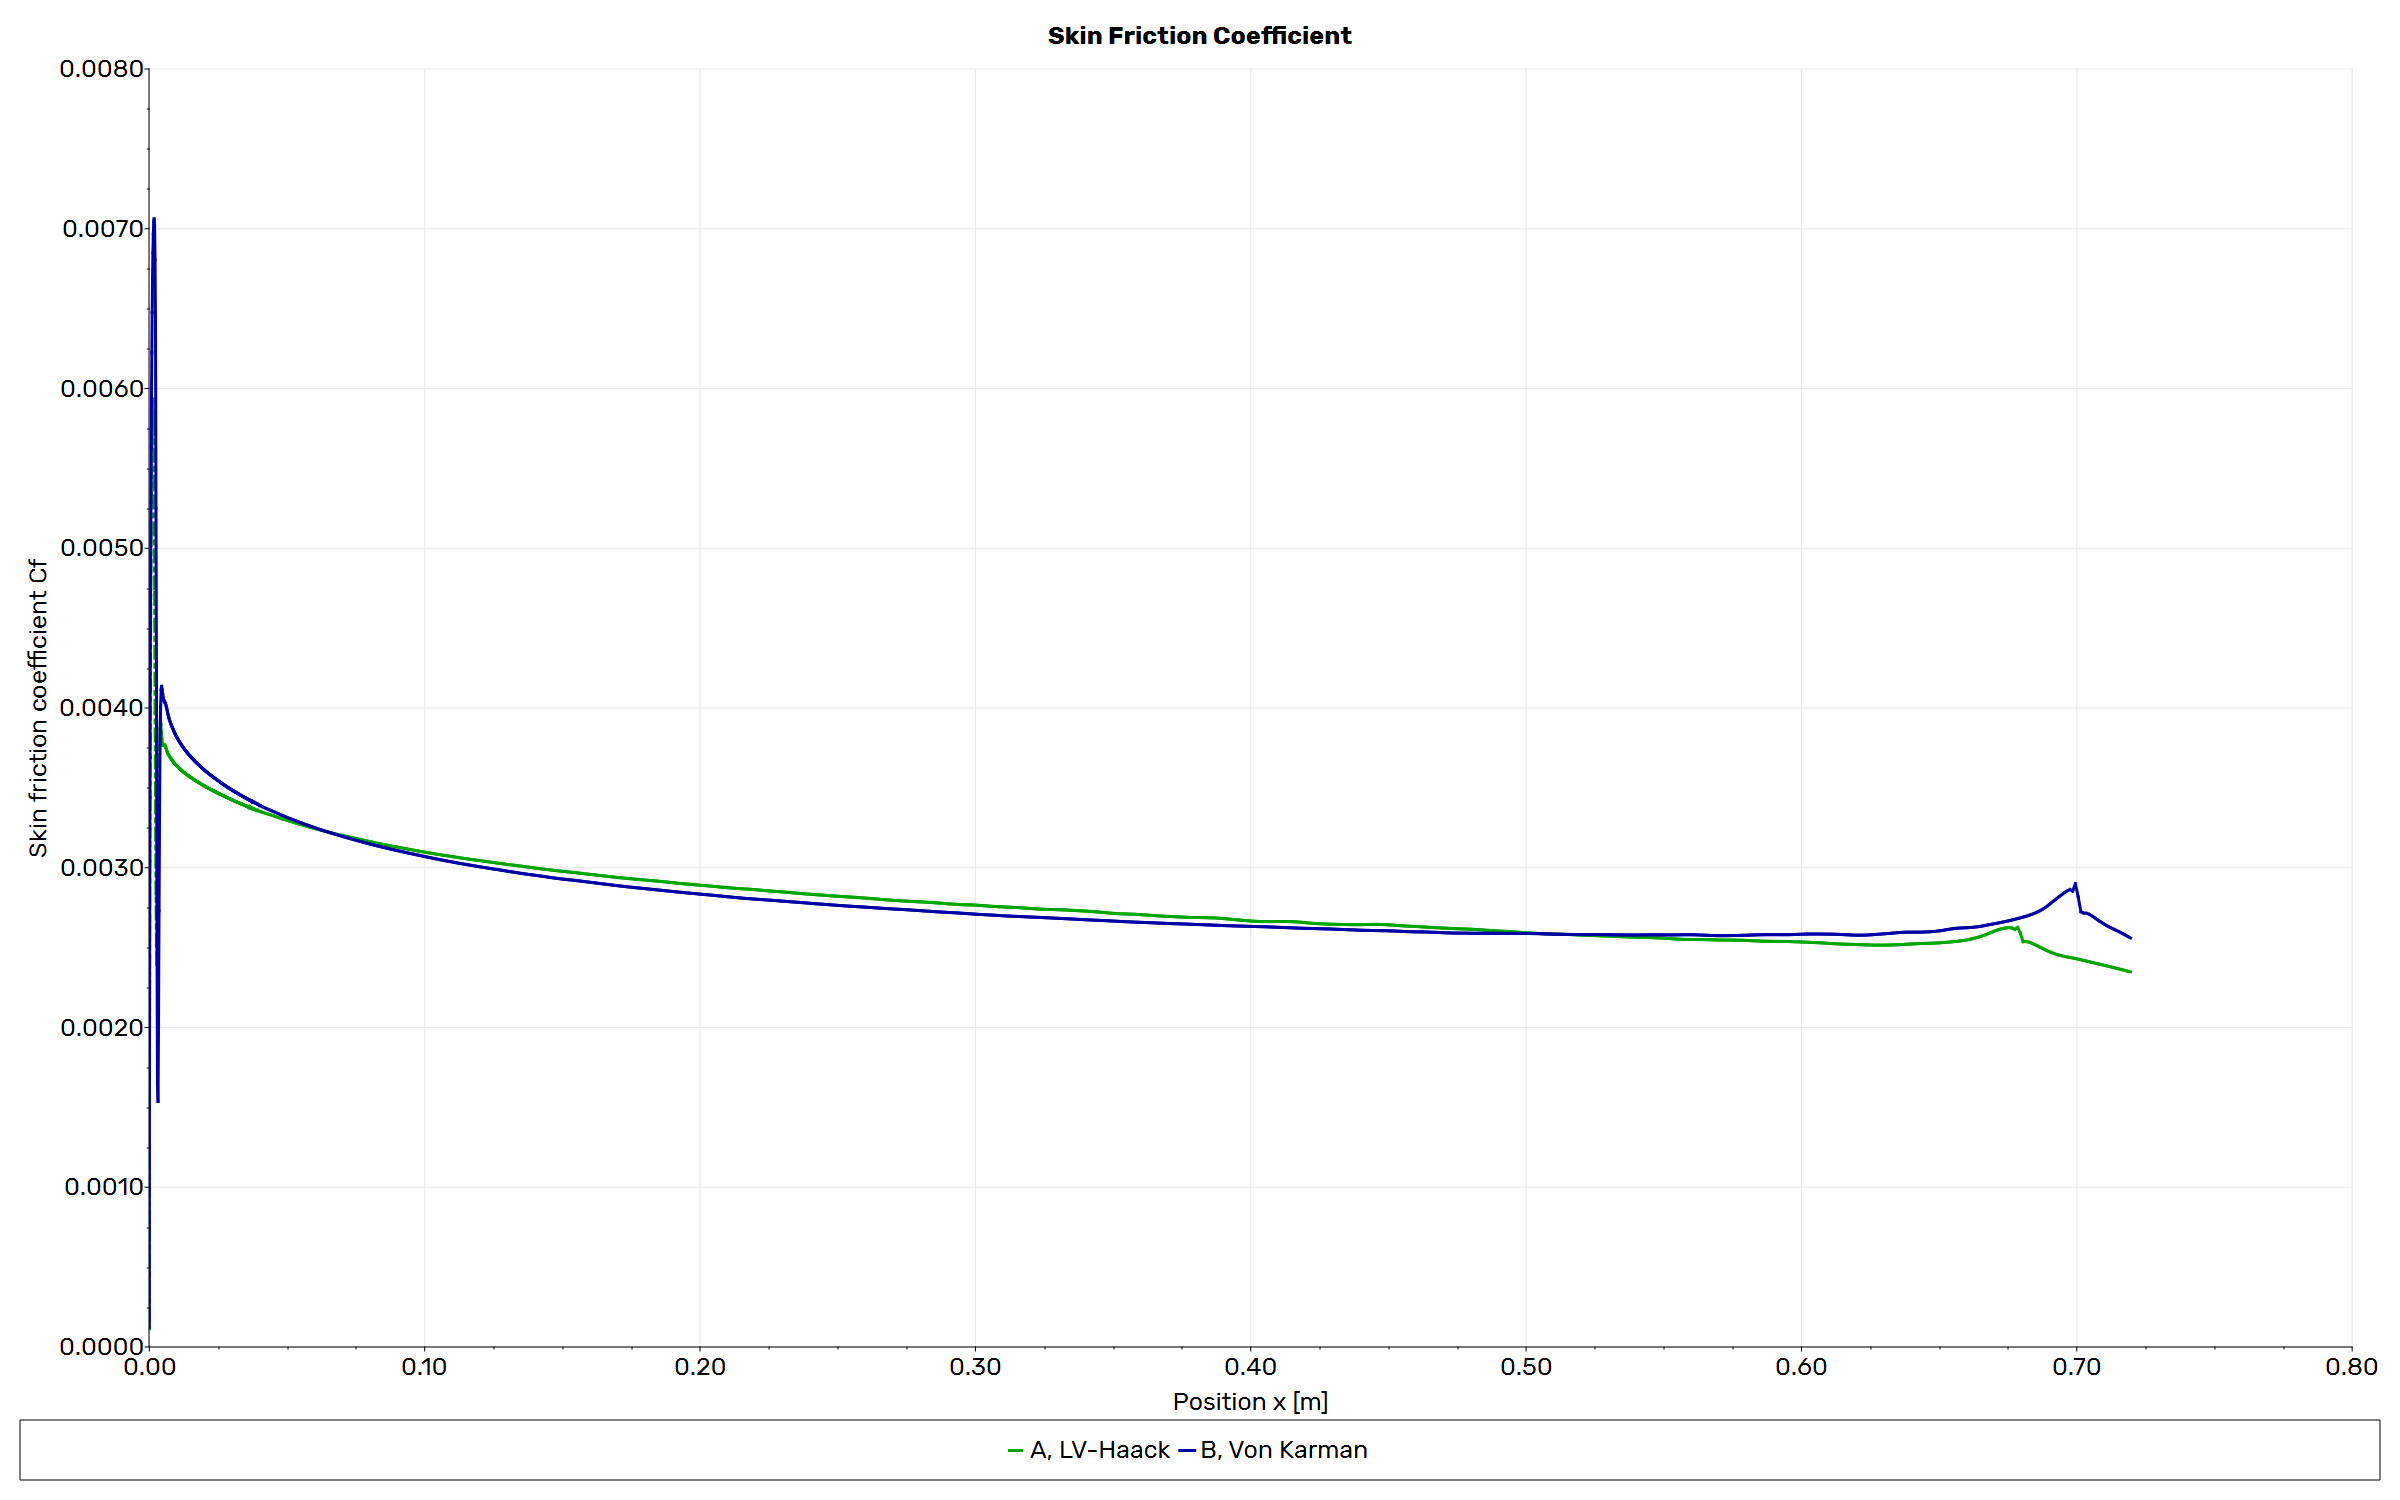 Skin Friction Coefficient
0.0080
0.0070
0.0060
0.0050
0.0040
0.0030
0.0020
0.0010
0.0000
Skin friction coefficient Cf
0.00 0.10 0.20 0.30 0.40 0.50 0.60 0.70 0.80
Position x [m]
A, LV-Haack B, Von Karman